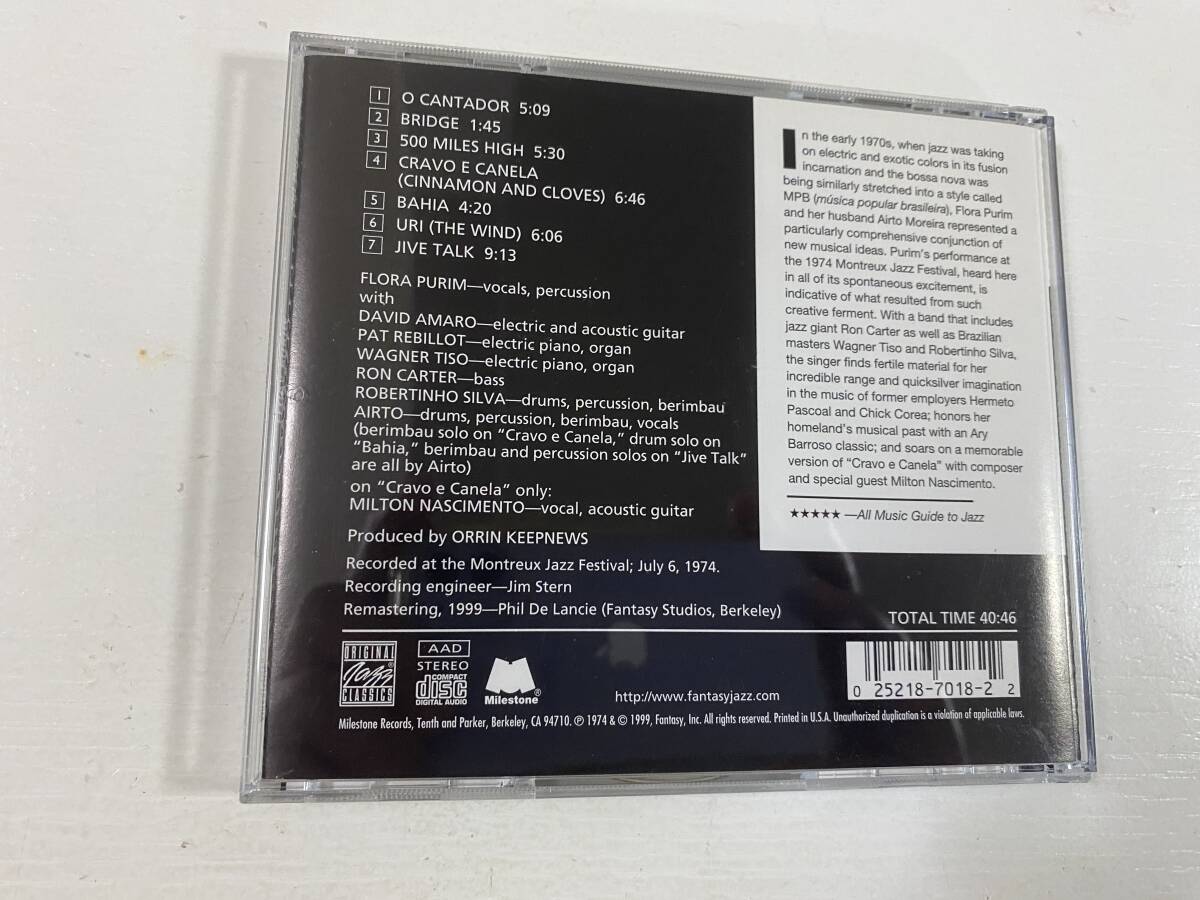 1 O CANTADOR 5:09
2 BRIDGE 1:45
3 500 MILES HIGH 5:30
4 CRAVO E CANELA
(CINNAMON AND CLOVES) 6:46
5 BAHIA 4:20
6 URI (THE WIND) 6:06
7 JIVE TALK 9:13
FLORA PURIM—vocals, percussion
with
DAVID AMARO—electric and acoustic guitar
PAT REBILLOT—electric piano, organ
WAGNER TISO—electric piano, organ
RON CARTER—bass
ROBERTINHO SILVA—drums, percussion, berimbau
AIRTO—drums, percussion, berimbau, vocals
(berimbau solo on “Cravo e Canela,” drum solo on
“Bahia,” berimbau and percussion solos on “Jive Talk”
are all by Airto)
on “Cravo e Canela” only:
MILTON NASCIMENTO—vocal, acoustic guitar
Produced by ORRIN KEEPNEWS
Recorded at the Montreux Jazz Festival; July 6, 1974.
Recording engineer—Jim Stern
Remastering, 1999—Phil De Lancie (Fantasy Studios, Berkeley)
In the early 1970s, when jazz was taking
on electric and exotic colors in its fusion
incarnation and the bossa nova was
being similarly stretched into a style called
MPB (música popular brasileira), Flora Purim
and her husband Airto Moreira represented a
particularly comprehensive conjunction of
new musical ideas. Purim's performance at
the 1974 Montreux Jazz Festival, heard here
in all of its spontaneous excitement, is
indicative of what resulted from such
creative ferment. With a band that includes
jazz giant Ron Carter as well as Brazilian
masters Wagner Tiso and Robertinho Silva,
the singer finds fertile material for her
incredible range and quicksilver imagination
in the music of former employers Hermeto
Pascoal and Chick Corea; honors her
homeland's musical past with an Ary
Barroso classic; and soars on a memorable
version of “Cravo e Canela” with composer
and special guest Milton Nascimento.
★★★★★ —All Music Guide to Jazz
TOTAL TIME 40:46
ORIGINAL
Jazz
CLASSICS
®
AAD
STEREO
COMPACT
disc
DIGITAL AUDIO
Milestone®
http://www.fantasyjazz.com
0 25218-7018-2 2
Milestone Records, Tenth and Parker, Berkeley, CA 94710. ℗ 1974 & © 1999, Fantasy, Inc. All rights reserved. Printed in U.S.A. Unauthorized duplication is a violation of applicable laws.